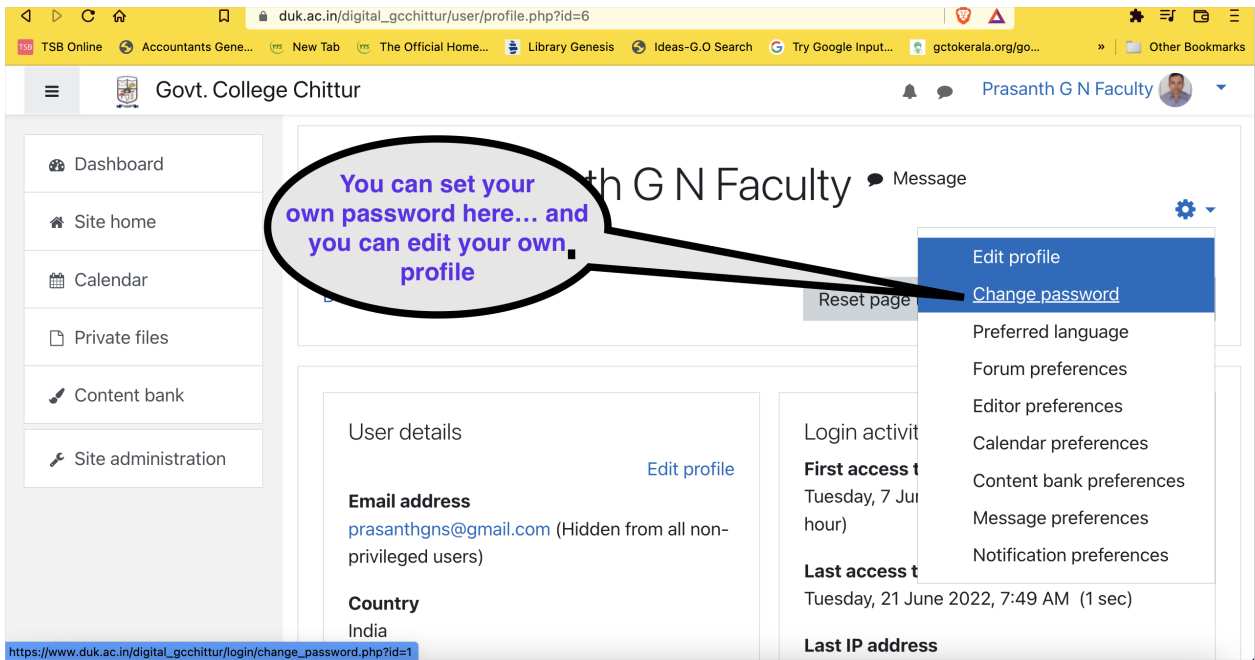 duk.ac.in/digital_gcchittur/user/profile.php?id=6
TSB TSB Online Accountants Gene... YTS New Tab YTS The Official Home... Library Genesis Ideas-G.O Search Try Google Input... gctokerala.org/go... » Other Bookmarks
Govt. College Chittur Prasanth G N Faculty
Dashboard
Site home
Calendar
Private files
Content bank
Site administration
You can set your
own password here... and
you can edit your own
profile
th G N Faculty Message
Reset page
Edit profile
Change password
Preferred language
Forum preferences
Editor preferences
Calendar preferences
Content bank preferences
Message preferences
Notification preferences
User details
Edit profile
Email address
prasanthgns@gmail.com (Hidden from all non-
privileged users)
Country
India
Login activit
First access t
Tuesday, 7 Jun
hour)
Last access t
Tuesday, 21 June 2022, 7:49 AM (1 sec)
Last IP address
https://www.duk.ac.in/digital_gcchittur/login/change_password.php?id=1